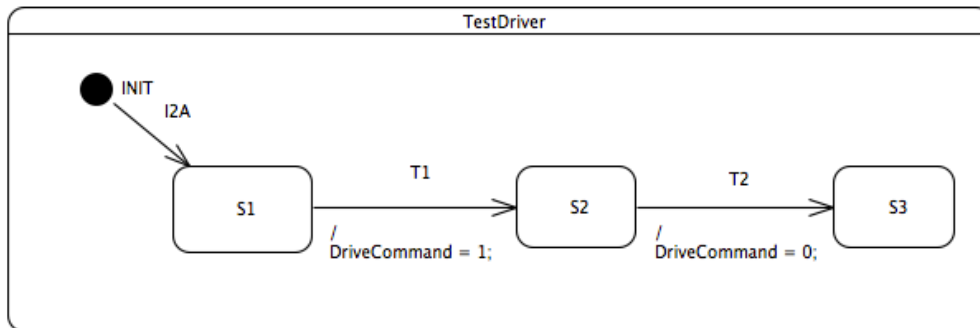 TestDriver
INIT
I2A
T1
T2
S1
S2
S3
/
DriveCommand = 1;
/
DriveCommand = 0;